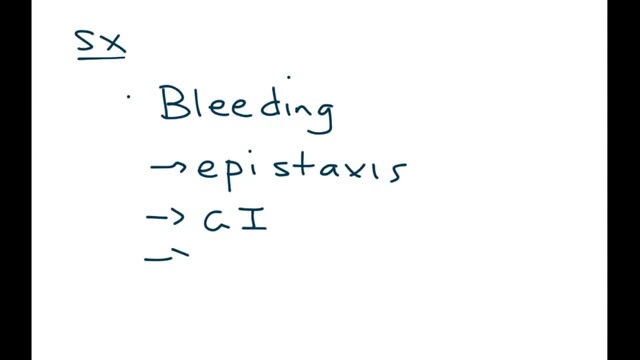 Sx
Bleeding
→ epistaxis
→ GI
→